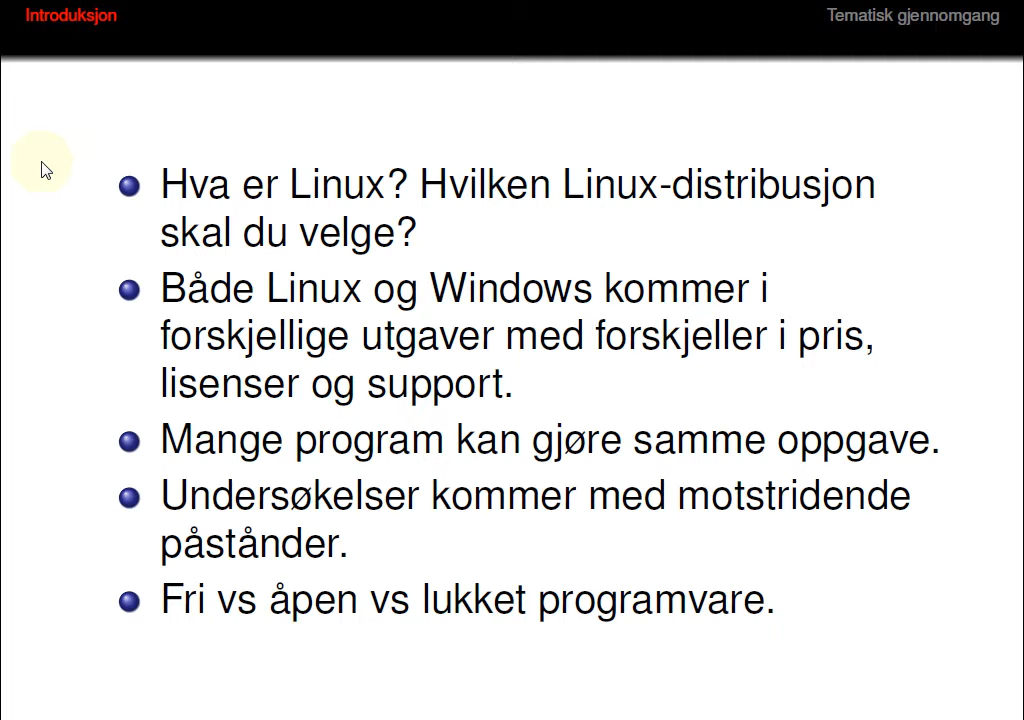 Introduksjon
Tematisk gjennomgang
Hva er Linux? Hvilken Linux-distribusjon
skal du velge?
Både Linux og Windows kommer i
forskjellige utgaver med forskjeller i pris,
lisenser og support.
Mange program kan gjøre samme oppgave.
Undersøkelser kommer med motstridende
påstånder.
Fri vs åpen vs lukket programvare.